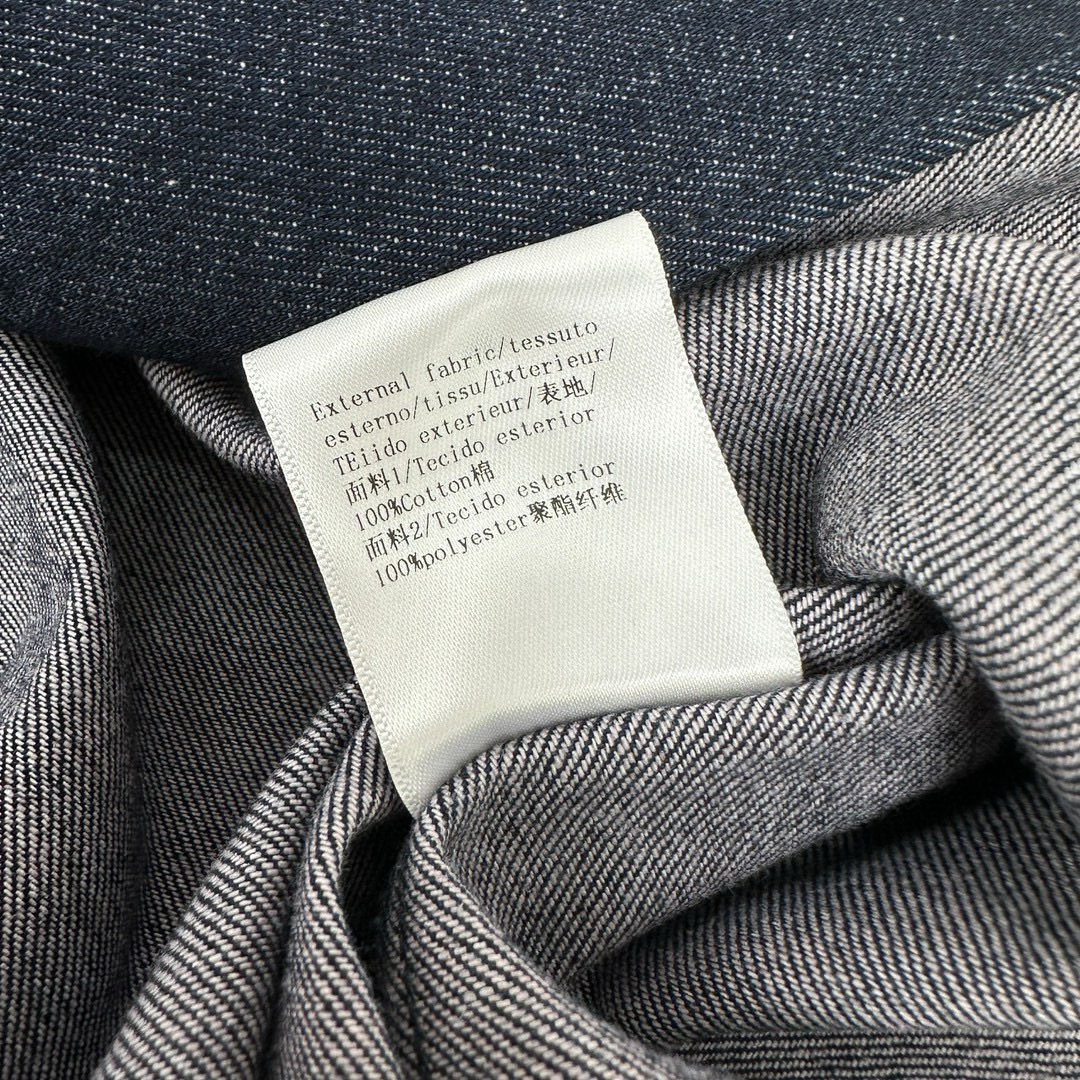 External fabric/tessuto
esterno/tissu/Exterieur/
TEiido exterieur/表地/
面料1/Tecido esterior
100%Cotton棉
面料2/Tecido esterior
100%polyester聚酯纤维